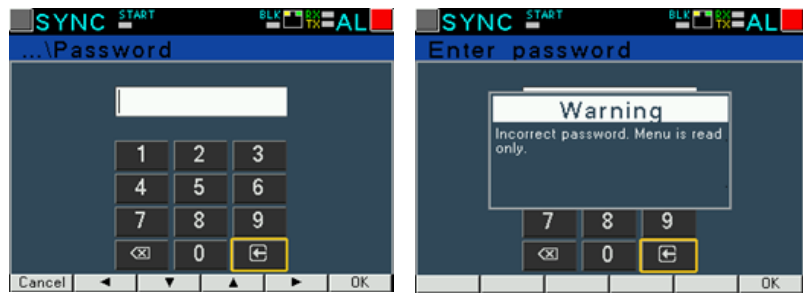 SYNC START BLK RX TX AL
...\Password
1 2 3
4 5 6
7 8 9
0
Cancel OK
SYNC START BLK RX TX AL
Enter password
Warning
Incorrect password. Menu is read
only.
7 8 9
0
OK